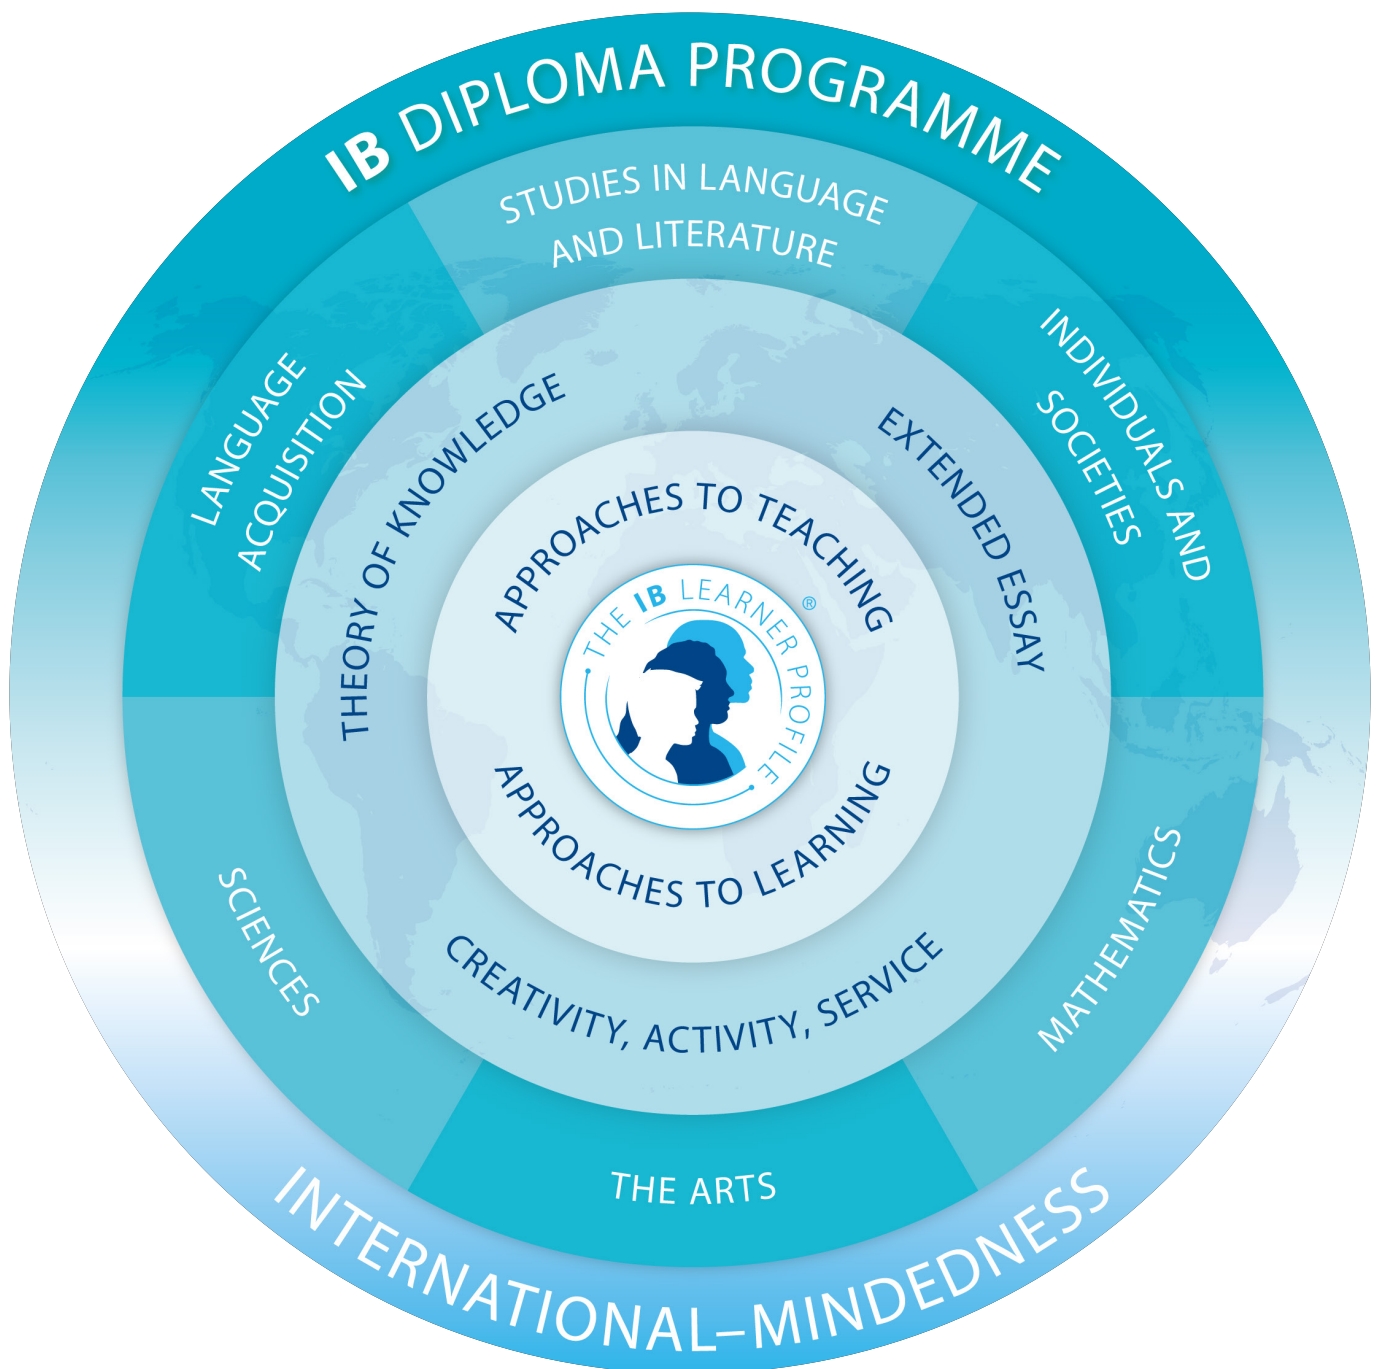 IB DIPLOMA PROGRAMME
STUDIES IN LANGUAGE
AND LITERATURE
LANGUAGE
ACQUISITION
INDIVIDUALS AND
SOCIETIES
THEORY OF KNOWLEDGE
EXTENDED ESSAY
APPROACHES TO TEACHING
THE IB LEARNER PROFILE
®
APPROACHES TO LEARNING
CREATIVITY, ACTIVITY, SERVICE
SCIENCES
MATHEMATICS
THE ARTS
INTERNATIONAL–MINDEDNESS